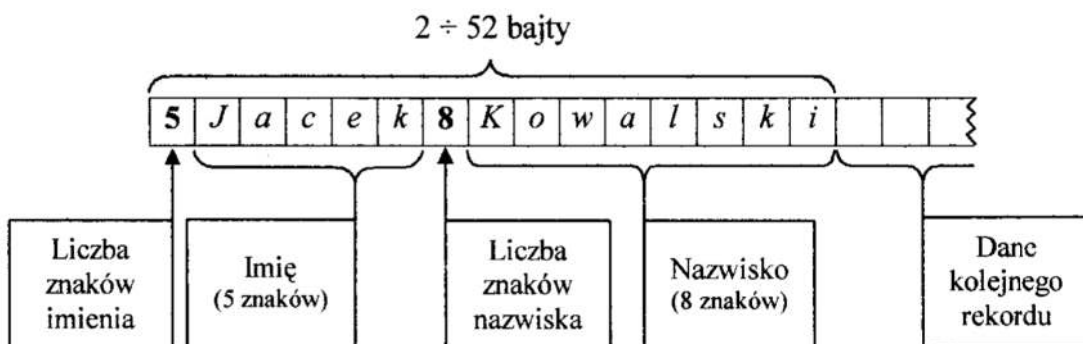 2 ÷ 52 bajty
5 J a c e k 8 K o w a l s k i
Liczba
znaków
imienia
Imię
(5 znaków)
Liczba
znaków
nazwiska
Nazwisko
(8 znaków)
Dane
kolejnego
rekordu